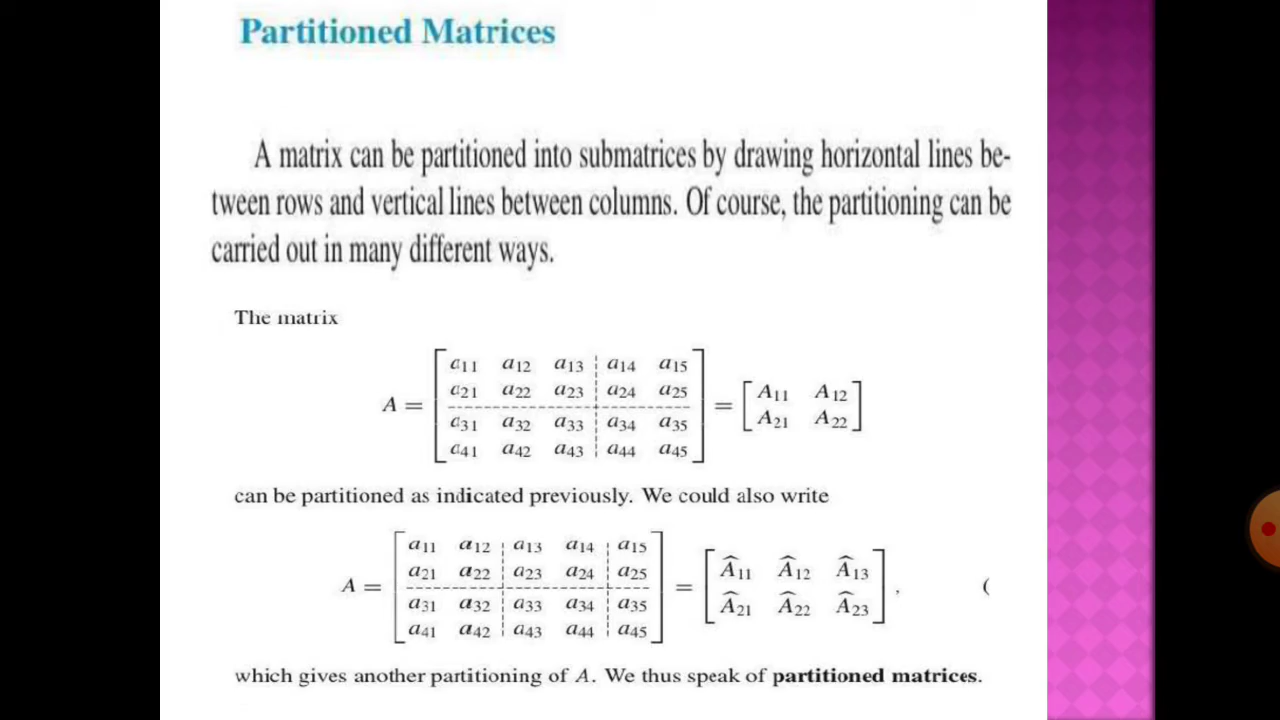 Partitioned Matrices
A matrix can be partitioned into submatrices by drawing horizontal lines be-
tween rows and vertical lines between columns. Of course, the partitioning can be
carried out in many different ways.
The matrix
a11 a12 a13 a14 a15
a21 a22 a23 a24 a25
A = = [A11 A12
A21 A22]
a31 a32 a33 a34 a35
a41 a42 a43 a44 a45
can be partitioned as indicated previously. We could also write
a11 a12 a13 a14 a15
a21 a22 a23 a24 a25
A = = [Â11 Â12 Â13
Â21 Â22 Â23] , (
a31 a32 a33 a34 a35
a41 a42 a43 a44 a45
which gives another partitioning of A. We thus speak of partitioned matrices.